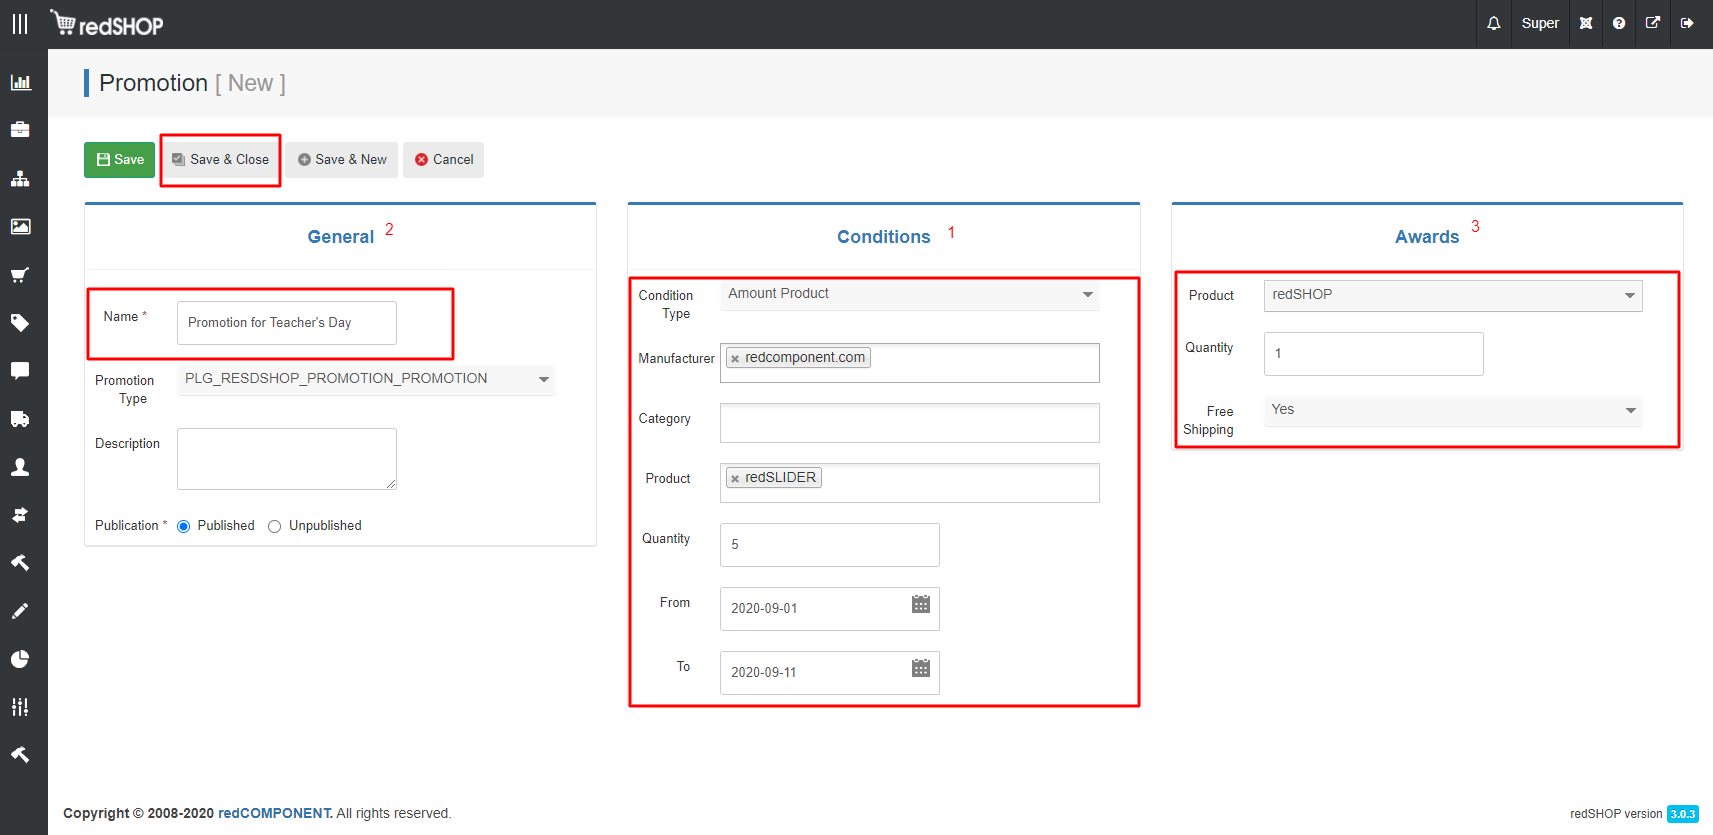 redSHOP
Super
Promotion [ New ]
Save
Save & Close
Save & New
Cancel
General 2
Name *
Promotion for Teacher's Day
Promotion Type
PLG_RESDSHOP_PROMOTION_PROMOTION
Description
Publication * Published Unpublished
Conditions 1
Condition Type
Amount Product
Manufacturer
× redcomponent.com
Category
Product
× redSLIDER
Quantity
5
From
2020-09-01
To
2020-09-11
Awards 3
Product
redSHOP
Quantity
1
Free Shipping
Yes
Copyright © 2008-2020 redCOMPONENT. All rights reserved.
redSHOP version 3.0.3